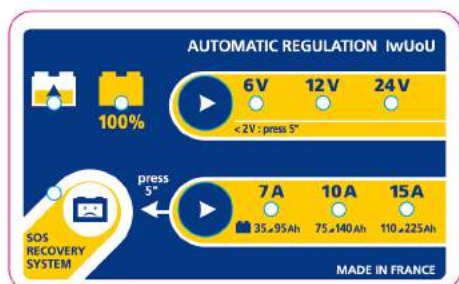 AUTOMATIC REGULATION IwUoU
6V 12V 24V
100%
< 2V : press 5"
press
5"
7A 10A 15A
35⊿95Ah 75⊿140Ah 110⊿225Ah
SOS
RECOVERY
SYSTEM
MADE IN FRANCE